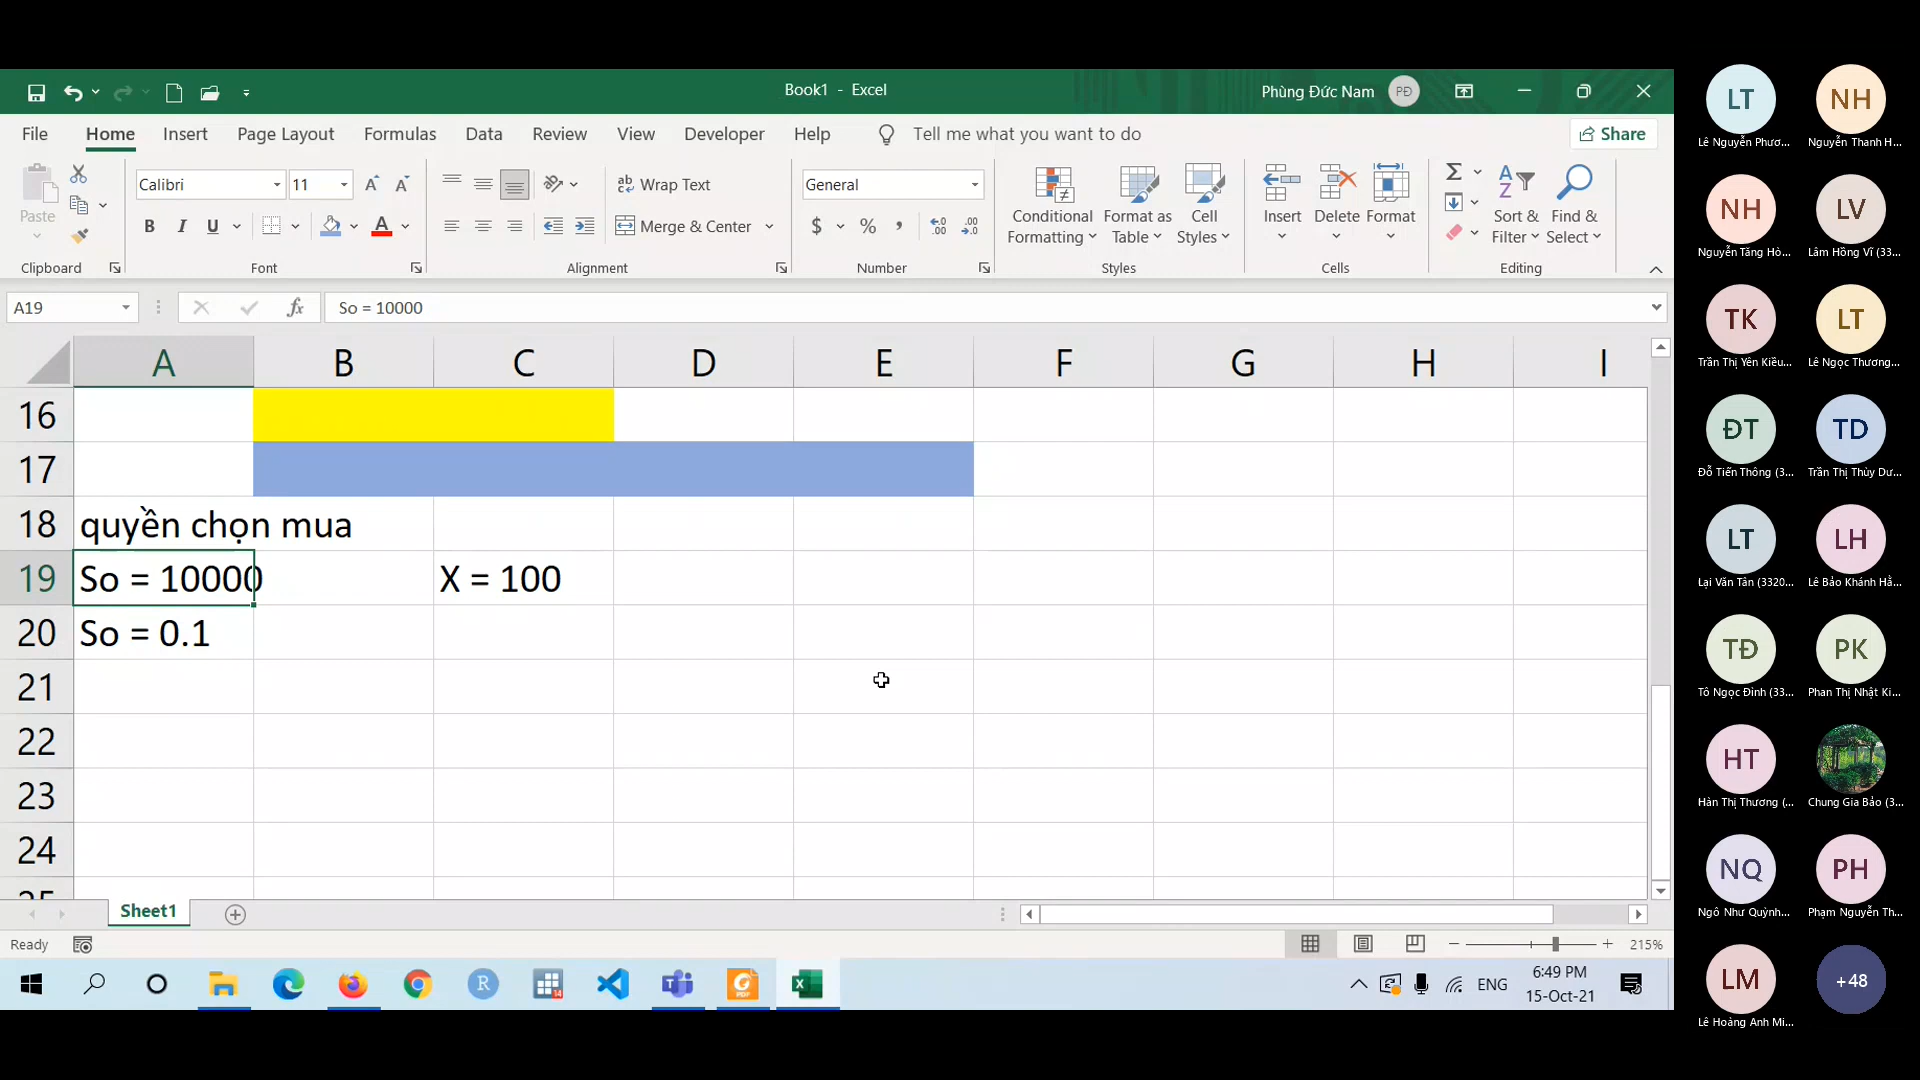 Book1 - Excel
Phùng Đức Nam
PĐ
File
Home
Insert
Page Layout
Formulas
Data
Review
View
Developer
Help
Tell me what you want to do
Share
Paste
Clipboard
Calibri
11
B I U
Font
Wrap Text
Merge & Center
Alignment
General
$ % ,
Number
Conditional Formatting
Format as Table
Cell Styles
Styles
Insert
Delete
Format
Cells
Sort & Filter
Find & Select
Editing
A19
fx
So = 10000
A B C D E F G H I
16
17
18 quyền chọn mua
19 So = 10000 X = 100
20 So = 0.1
21
22
23
24
25
Sheet1
Ready
215%
ENG
6:49 PM
15-Oct-21
LT
Lê Nguyễn Phươ...
NH
Nguyễn Thanh H...
NH
Nguyễn Tăng Hò...
LV
Lâm Hồng Vĩ (33...
TK
Trần Thị Yến Kiều...
LT
Lê Ngọc Thương...
ĐT
Đỗ Tiến Thông (3...
TD
Trần Thị Thùy Dư...
LT
Lại Văn Tân (3320...
LH
Lê Bảo Khánh Hằ...
TĐ
Tô Ngọc Đỉnh (33...
PK
Phan Thị Nhật Ki...
HT
Hàn Thị Thương (...
Chung Gia Bảo (3...
NQ
Ngô Như Quỳnh...
PH
Phạm Nguyễn Th...
LM
Lê Hoàng Anh Mi...
+48